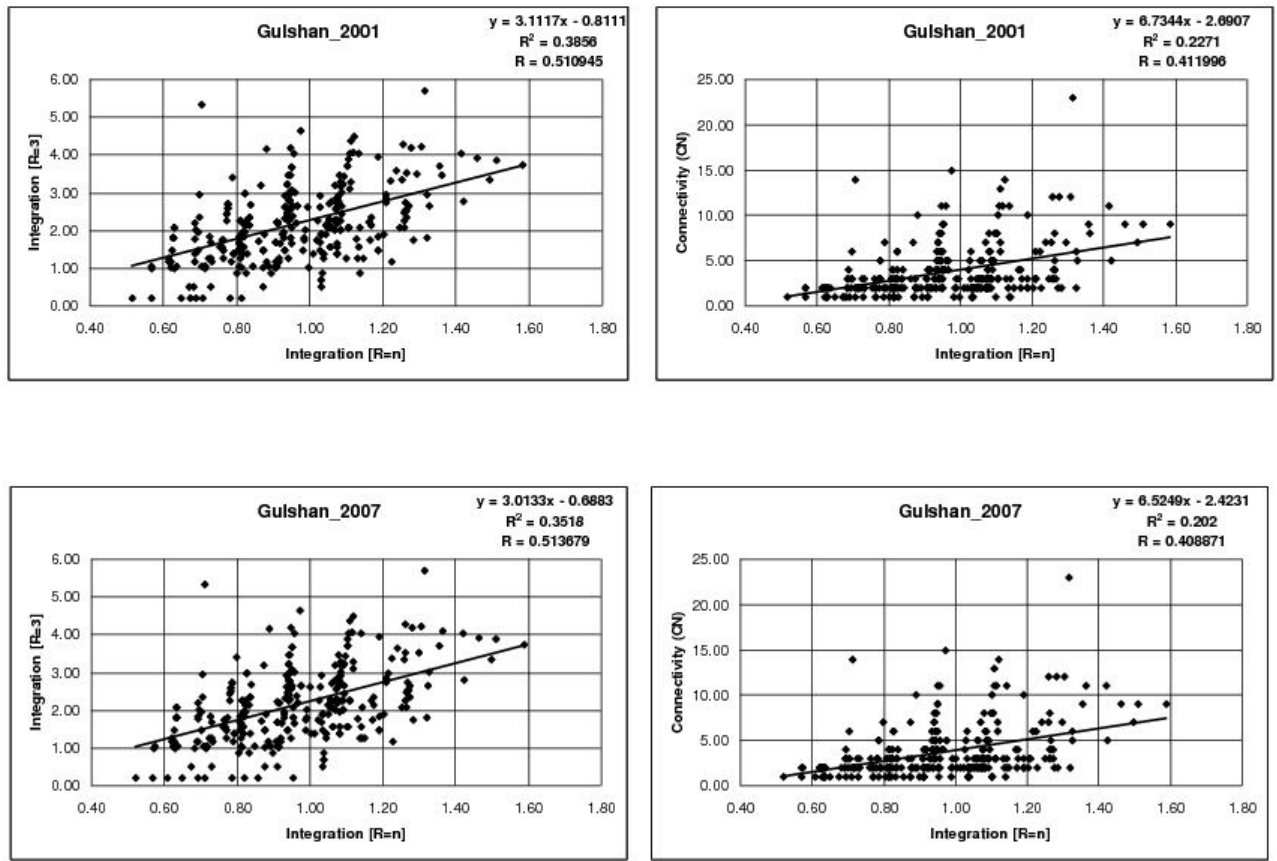 Gulshan_2001
y = 3.1117x - 0.8111
R² = 0.3856
R = 0.510945
Integration [R=3]
6.00
5.00
4.00
3.00
2.00
1.00
0.00
0.40 0.60 0.80 1.00 1.20 1.40 1.60 1.80
Integration [R=n]
Gulshan_2001
y = 6.7344x - 2.6907
R² = 0.2271
R = 0.411996
Connectivity (CN)
25.00
20.00
15.00
10.00
5.00
0.00
0.40 0.60 0.80 1.00 1.20 1.40 1.60 1.80
Integration [R=n]
Gulshan_2007
y = 3.0133x - 0.6883
R² = 0.3518
R = 0.513679
Integration [R=3]
6.00
5.00
4.00
3.00
2.00
1.00
0.00
0.40 0.60 0.80 1.00 1.20 1.40 1.60 1.80
Integration [R=n]
Gulshan_2007
y = 6.5249x - 2.4231
R² = 0.202
R = 0.408871
Connectivity (CN)
25.00
20.00
15.00
10.00
5.00
0.00
0.40 0.60 0.80 1.00 1.20 1.40 1.60 1.80
Integration [R=n]